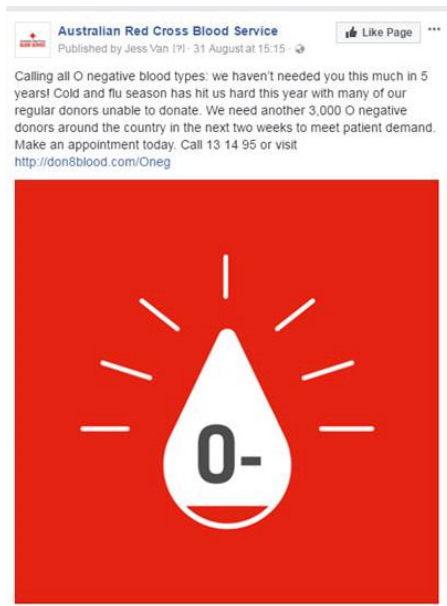 Australian Red Cross Blood Service
Like Page
Published by Jess Van [?] · 31 August at 15:15 ·
Calling all O negative blood types: we haven't needed you this much in 5
years! Cold and flu season has hit us hard this year with many of our
regular donors unable to donate. We need another 3,000 O negative
donors around the country in the next two weeks to meet patient demand.
Make an appointment today. Call 13 14 95 or visit
http://don8blood.com/Oneg
O-